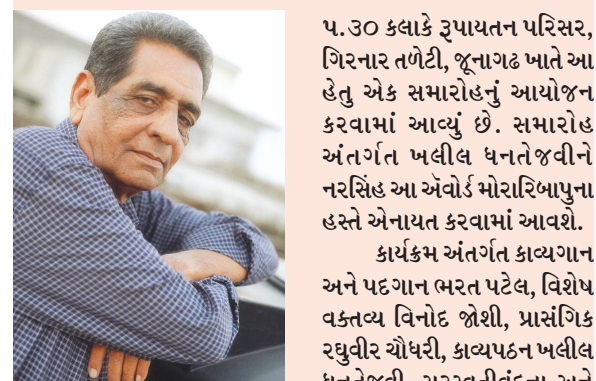 ૫.૩૦ કલાકે રૂપાયતન પરિસર,
ગિરનાર તળેટી, જૂનાગઢ ખાતે આ
હેતુ એક સમારોહનું આયોજન
કરવામાં આવ્યું છે. સમારોહ
અંતર્ગત ખલીલ ધનતેજવીને
નરસિંહ આ ઍવોર્ડ મોરારિબાપુના
હસ્તે એનાયત કરવામાં આવશે.
કાર્યક્રમ અંતર્ગત કાવ્યગાન
અને પદગાન ભરત પટેલ, વિશેષ
વક્તવ્ય વિનોદ જોશી, પ્રાસંગિક
રઘુવીર ચૌધરી, કાવ્યપઠન ખલીલ